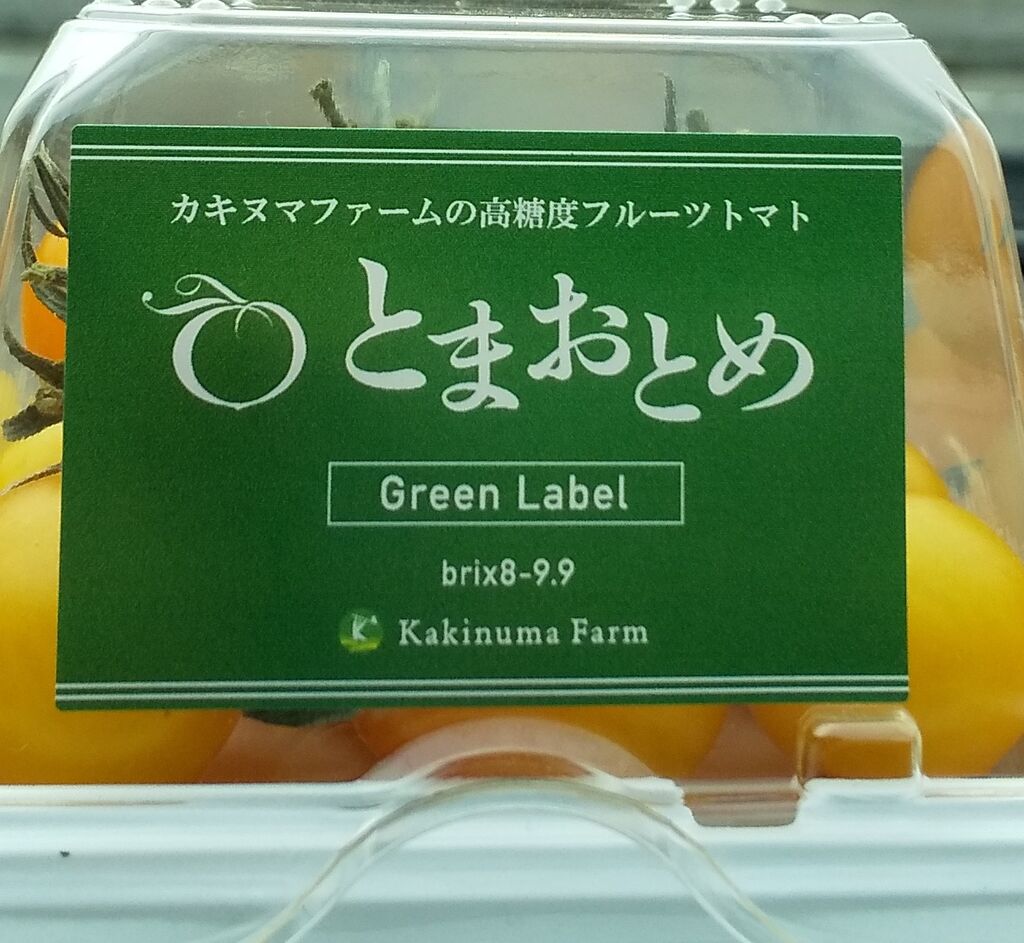 カキヌマファームの高糖度フルーツトマト
とまおとめ
Green Label
brix8-9.9
Kakinuma Farm